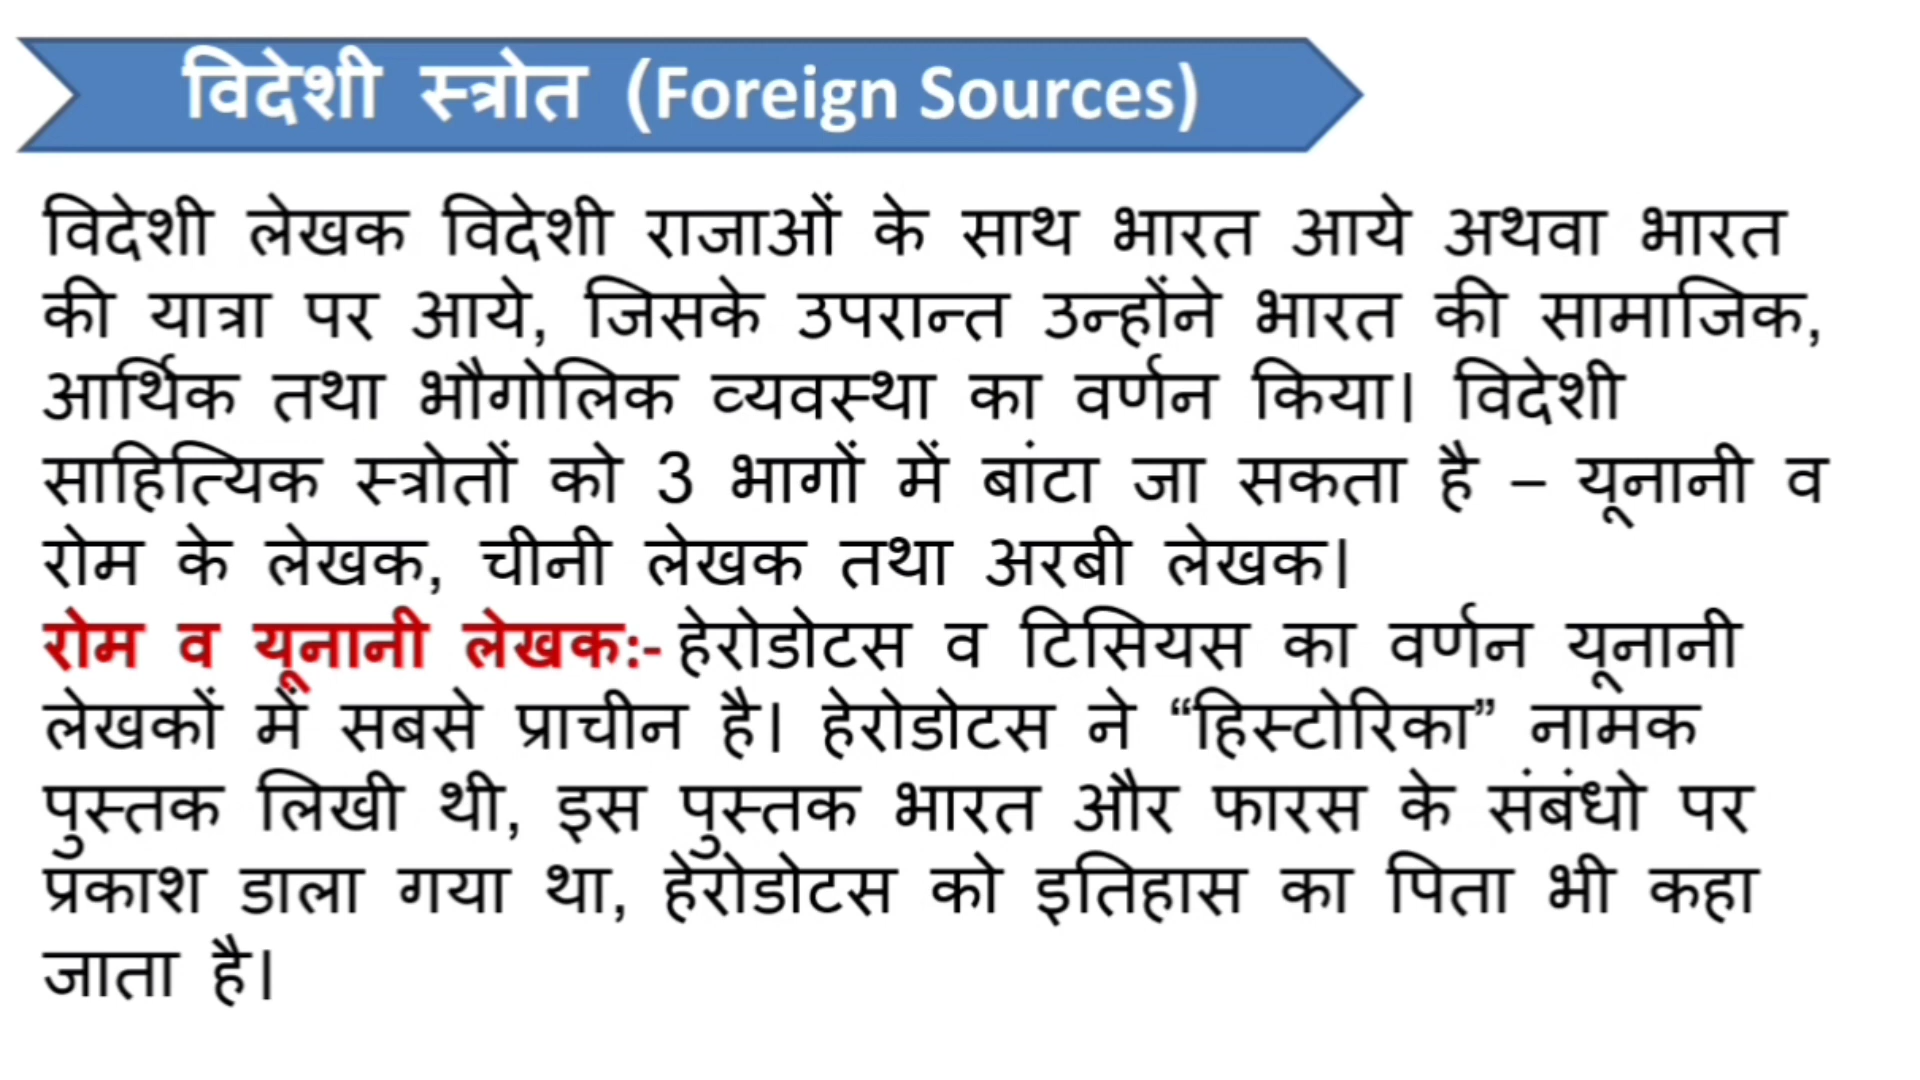 विदेशी स्त्रोत (Foreign Sources)
विदेशी लेखक विदेशी राजाओं के साथ भारत आये अथवा भारत
की यात्रा पर आये, जिसके उपरान्त उन्होंने भारत की सामाजिक,
आर्थिक तथा भौगोलिक व्यवस्था का वर्णन किया। विदेशी
साहित्यिक स्त्रोतों को 3 भागों में बांटा जा सकता है – यूनानी व
रोम के लेखक, चीनी लेखक तथा अरबी लेखक।
रोम व यूनानी लेखक:- हेरोडोटस व टिसियस का वर्णन यूनानी
लेखकों में सबसे प्राचीन है। हेरोडोटस ने “हिस्टोरिका” नामक
पुस्तक लिखी थी, इस पुस्तक भारत और फारस के संबंधो पर
प्रकाश डाला गया था, हेरोडोटस को इतिहास का पिता भी कहा
जाता है।